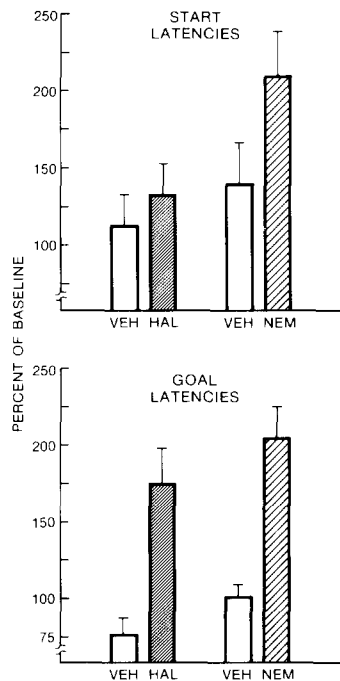 START
LATENCIES
250
200
150
100
VEH HAL VEH NEM
PERCENT OF BASELINE
GOAL
LATENCIES
250
200
150
100
75
VEH HAL VEH NEM